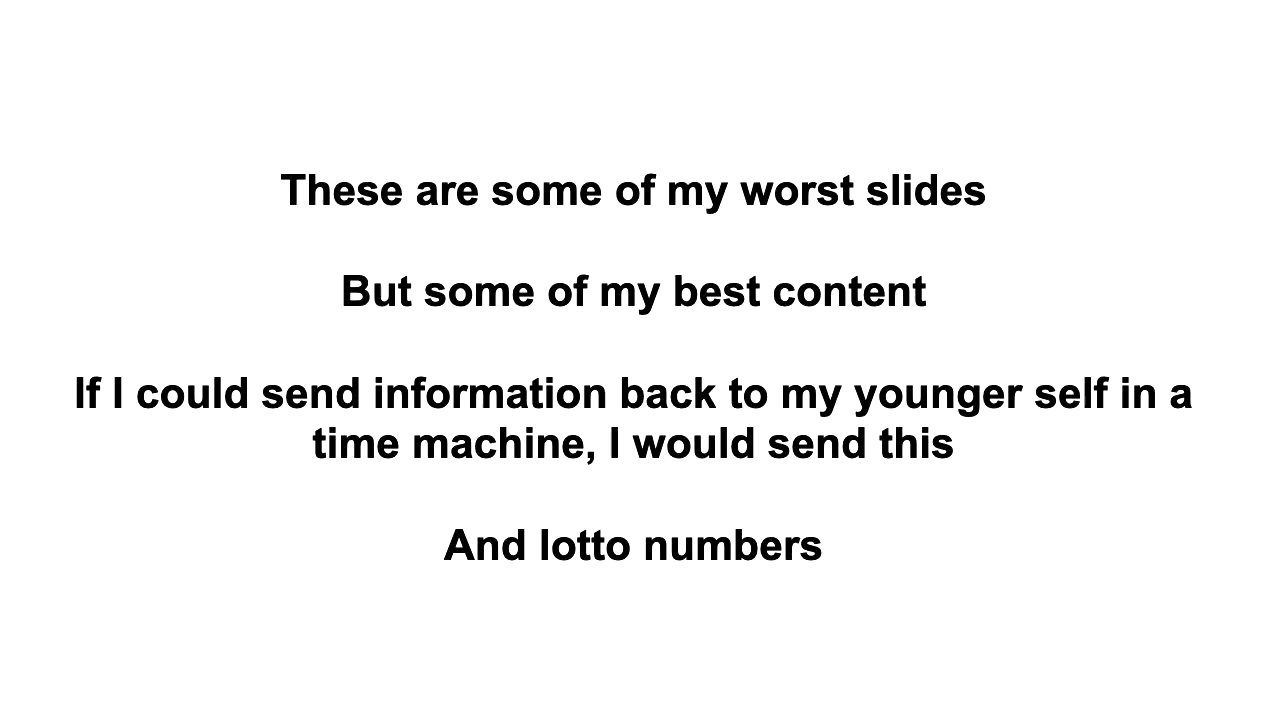 These are some of my worst slides
But some of my best content
If I could send information back to my younger self in a
time machine, I would send this
And lotto numbers